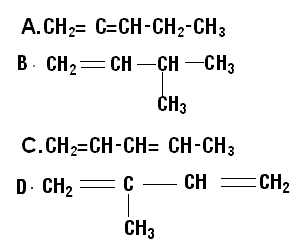 A.CH₂= C=CH-CH₂-CH₃
B. CH₂=CH—CH—CH₃
CH₃
C.CH₂=CH-CH= CH-CH₃
D. CH₂=C—CH=CH₂
CH₃